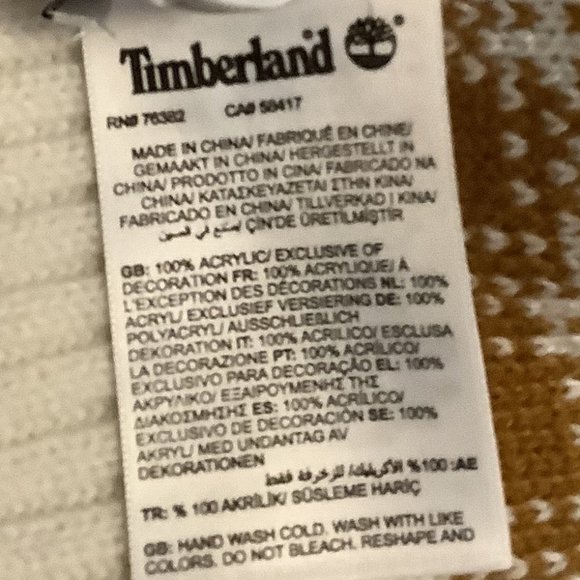 Timberland®
RN# 76382 CA# 58417
MADE IN CHINA/ FABRIQUÉ EN CHINE/
GEMAAKT IN CHINA/ HERGESTELLT IN
CHINA/ PRODOTTO IN CINA/ FABRICADO NA
CHINA/ ΚΑΤΑΣΚΕΥΑΖΕΤΑΙ ΣΤΗΝ ΚΙΝΑ/
FABRICADO EN CHINA/ TILLVERKAD I KINA/
ÇİN'DE ÜRETİLMİŞTİR في الصين
GB: 100% ACRYLIC/ EXCLUSIVE OF
DECORATION FR: 100% ACRYLIQUE/ À
L'EXCEPTION DES DÉCORATIONS NL: 100%
ACRYL/ EXCLUSIEF VERSIERING DE: 100%
POLYACRYL/ AUSSCHLIEßLICH
DEKORATION IT: 100% ACRILICO/ ESCLUSA
LA DECORAZIONE PT: 100% ACRÍLICO/
EXCLUSIVO PARA DECORAÇÃO EL: 100%
ΑΚΡΥΛΙΚΟ/ ΕΞΑΙΡΟΥΜΕΝΗΣ ΤΗΣ
ΔΙΑΚΟΣΜΗΣΗΣ ES: 100% ACRÍLICO/
EXCLUSIVO DE DECORACIÓN SE: 100%
AKRYL/ MED UNDANTAG AV
DEKORATIONEN
AE: 100% الأكريليك/ للزخرفة فقط
TR: % 100 AKRİLİK/ SÜSLEME HARİÇ
GB: HAND WASH COLD. WASH WITH LIKE
COLORS. DO NOT BLEACH. RESHAPE AND